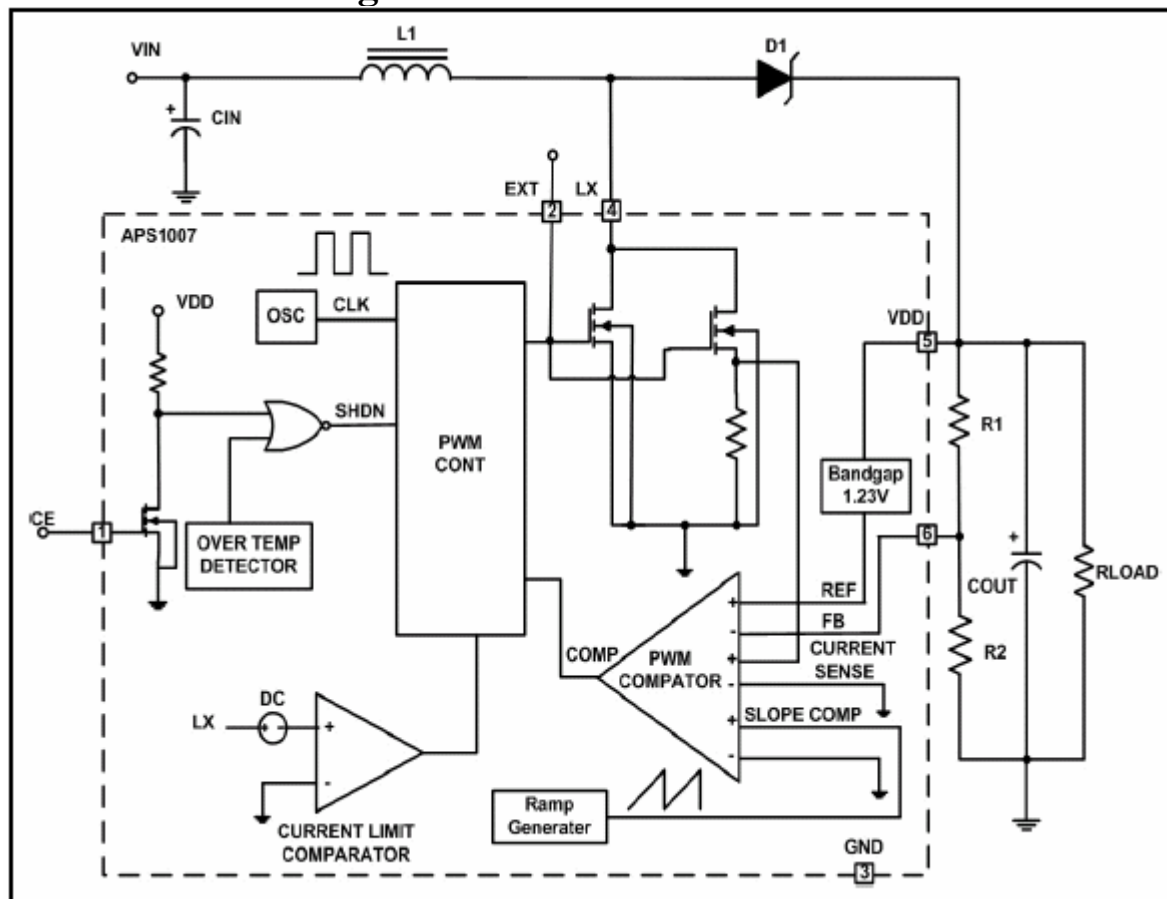 L1
D1
VIN
+
CIN
EXT
LX
2
4
APS1007
VDD
OSC
CLK
VDD
5
SHDN
PWM
CONT
R1
Bandgap
1.23V
CE
1
OVER TEMP
DETECTOR
6
+
COUT
RLOAD
REF
+
FB
-
COMP
PWM
COMPATOR
CURRENT
SENSE
+
-
R2
SLOPE COMP
+
-
DC
LX
+
+
-
Ramp
Generater
CURRENT LIMIT
COMPARATOR
GND
3